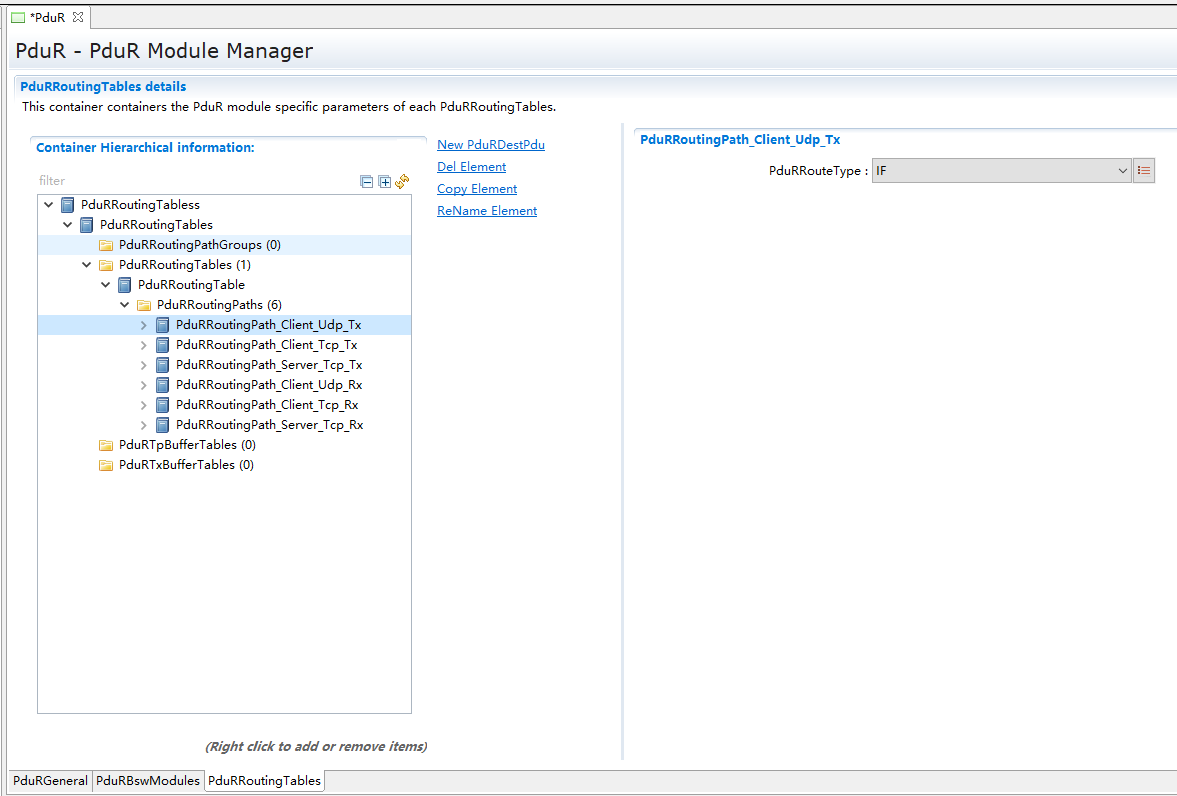 *PduR
PduR - PduR Module Manager
PduRRoutingTables details
This container containers the PduR module specific parameters of each PduRRoutingTables.
Container Hierarchical information:
filter
PduRRoutingTabless
PduRRoutingTables
PduRRoutingPathGroups (0)
PduRRoutingTables (1)
PduRRoutingTable
PduRRoutingPaths (6)
PduRRoutingPath_Client_Udp_Tx
PduRRoutingPath_Client_Tcp_Tx
PduRRoutingPath_Server_Tcp_Tx
PduRRoutingPath_Client_Udp_Rx
PduRRoutingPath_Client_Tcp_Rx
PduRRoutingPath_Server_Tcp_Rx
PduRTpBufferTables (0)
PduRTxBufferTables (0)
(Right click to add or remove items)
New PduRDestPdu
Del Element
Copy Element
ReName Element
PduRRoutingPath_Client_Udp_Tx
PduRRouteType : IF
PduRGeneral PduRBswModules PduRRoutingTables